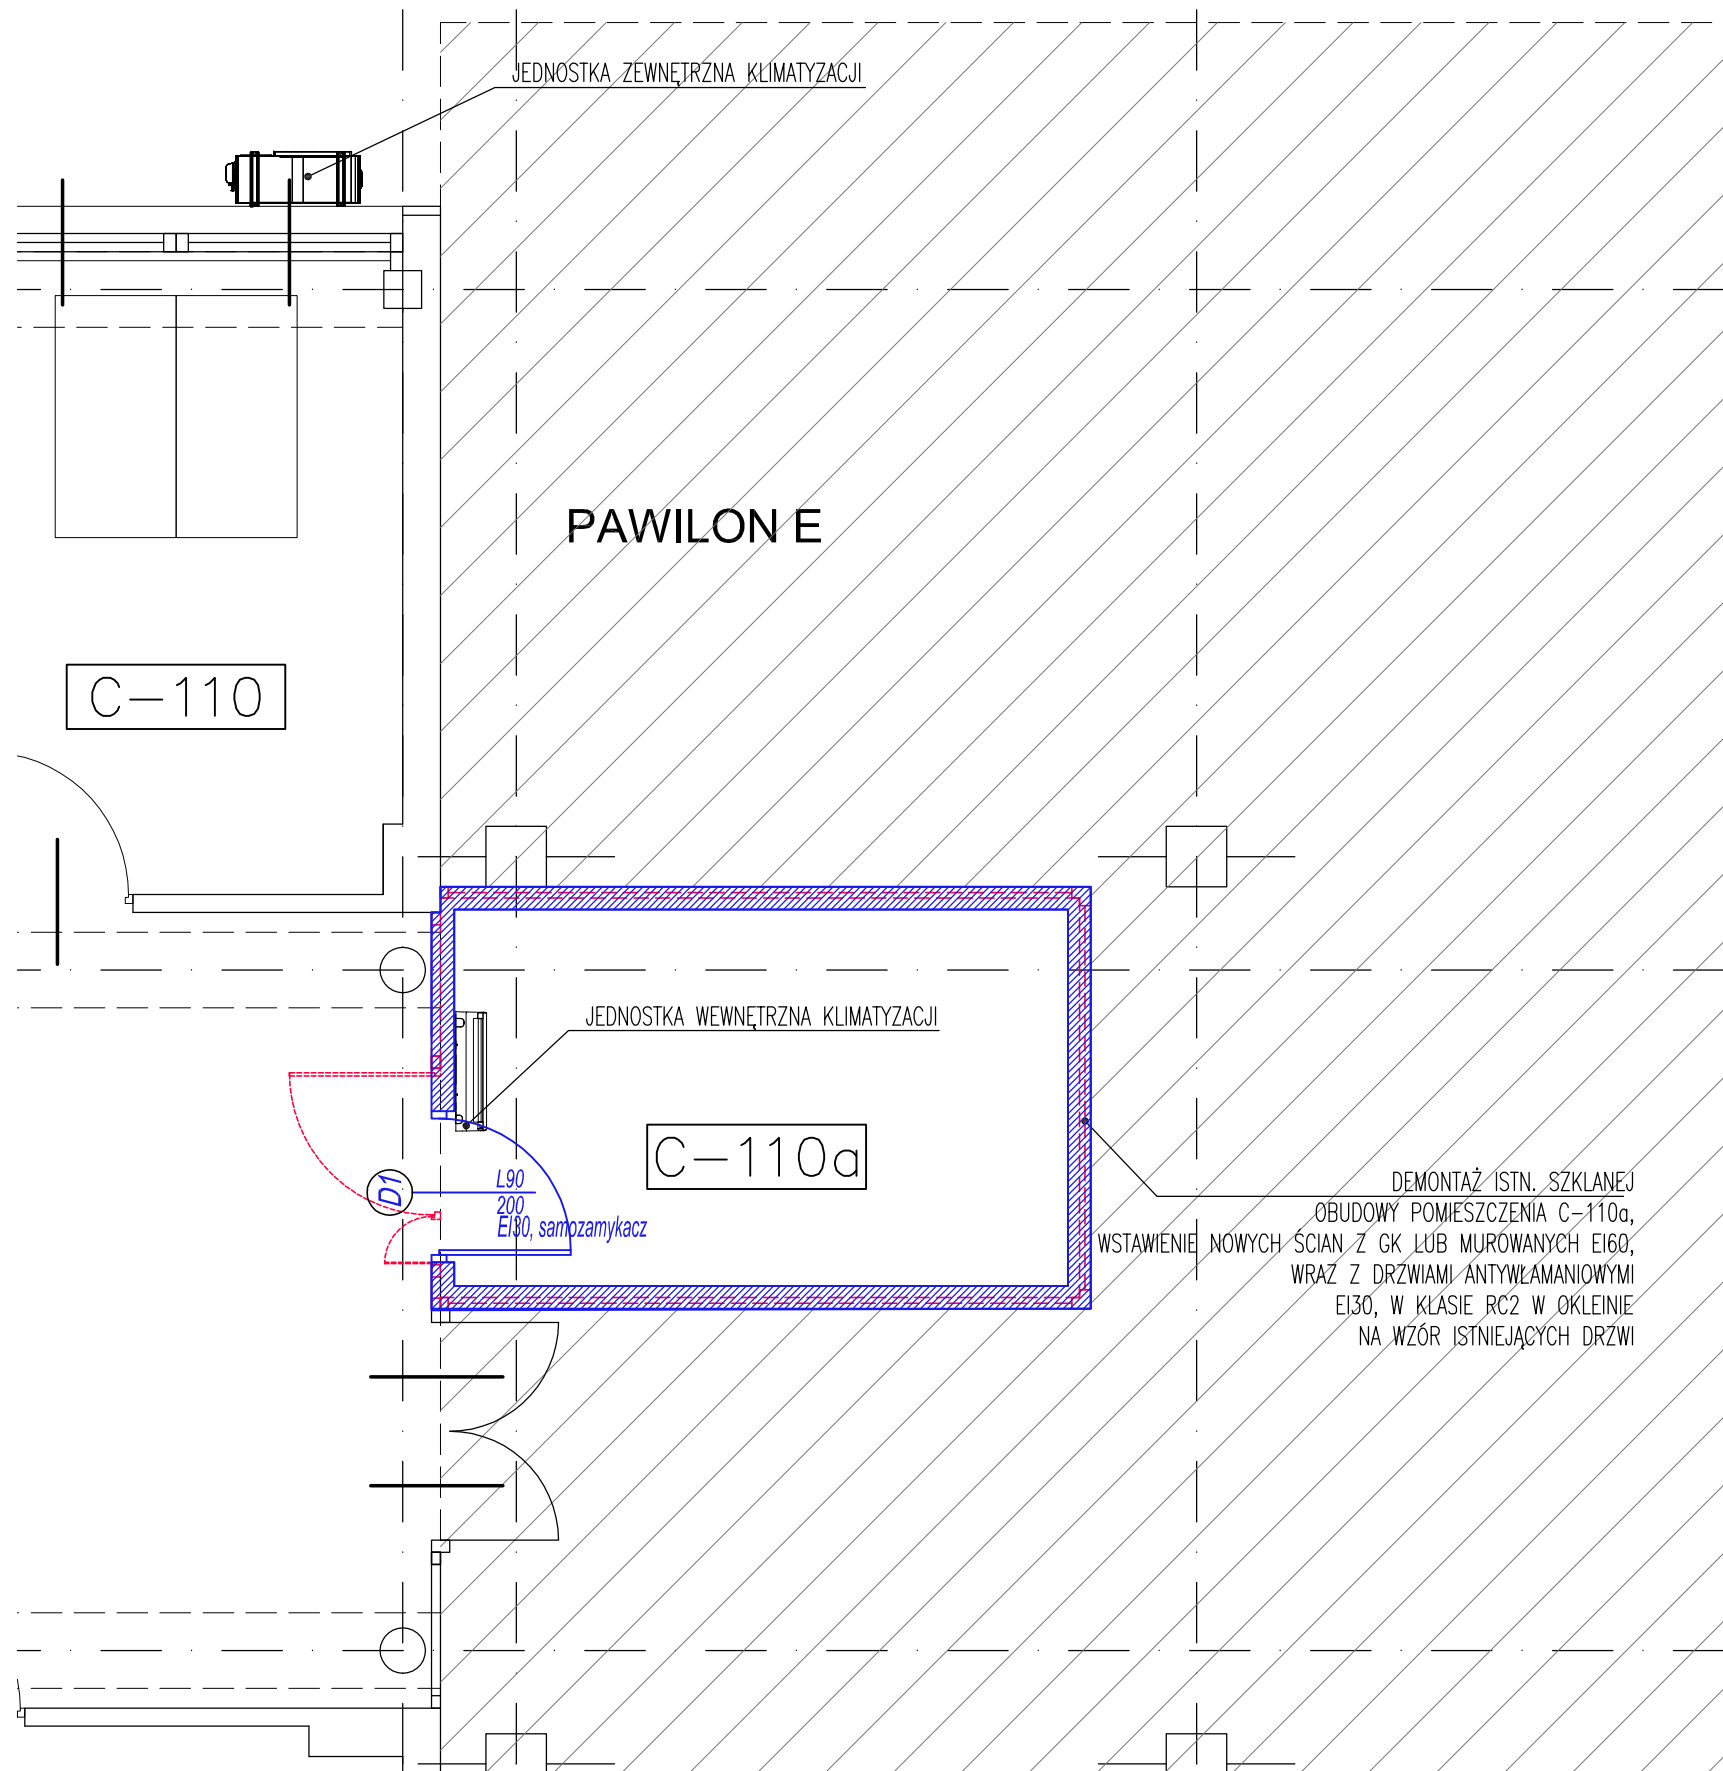 JEDNOSTKA ZEWNĘTRZNA KLIMATYZACJI
PAWILON E
C-110
JEDNOSTKA WEWNĘTRZNA KLIMATYZACJI
C-110a
D1
L90
200
EI30, samozamykacz
DEMONTAŻ ISTN. SZKLANEJ
OBUDOWY POMIESZCZENIA C-110a,
WSTAWIENIE NOWYCH ŚCIAN Z GK LUB MUROWANYCH EI60,
WRAZ Z DRZWIAMI ANTYWŁAMANIOWYMI
EI30, W KLASIE RC2 W OKLEINIE
NA WZÓR ISTNIEJĄCYCH DRZWI